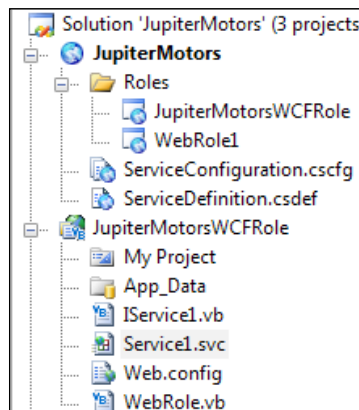 Solution 'JupiterMotors' (3 projects
JupiterMotors
Roles
JupiterMotorsWCFRole
WebRole1
ServiceConfiguration.cscfg
ServiceDefinition.csdef
JupiterMotorsWCFRole
My Project
App_Data
IService1.vb
Service1.svc
Web.config
WebRole.vb